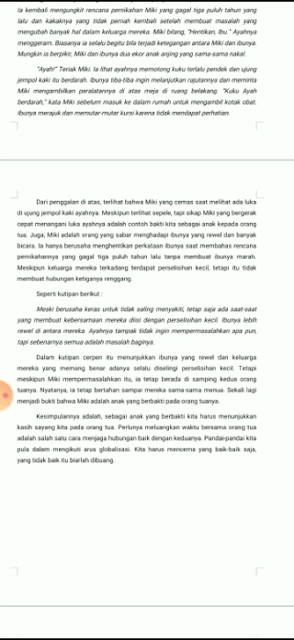 Ia kembali mengungkit rencana pernikahan Miki yang gagal tiga puluh tahun yang
lalu dan kakaknya yang tidak pernah kembali setelah membuat masalah yang
mengubah banyak hal dalam keluarga mereka. Miki bilang, "Hentikan, Ibu." Ayahnya
menggeram. Biasanya ia selalu begitu bila terjadi ketegangan antara Miki dan ibunya.
Mungkin ia berpikir, Miki dan ibunya dua ekor anak anjing yang sama-sama nakal.
"Ayah!" Teriak Miki. Ia lihat ayahnya memotong kuku terlalu pendek dan ujung
jempol kaki itu berdarah. Ibunya tiba-tiba ingin melanjutkan rajutannya dan meminta
Miki mengambilkan peralatannya di atas meja di ruang belakang. "Kuku Ayah
berdarah," kata Miki sebelum masuk ke dalam rumah untuk mengambil kotak obat.
Ibunya merajuk dan memutar-mutar kursi karena tidak mendapat perhatian.
Dari penggalan di atas, terlihat bahwa Miki yang cemas saat melihat ada luka
di ujung jempol kaki ayahnya. Meskipun terlihat sepele, tapi sikap Miki yang bergerak
cepat menangani luka ayahnya adalah contoh bakti kita sebagai anak kepada orang
tua. Juga, Miki adalah orang yang sabar menghadapi ibunya yang rewel dan banyak
bicara. Ia hanya berusaha menghentikan perkataan ibunya saat membahas rencana
pernikahannya yang gagal tiga puluh tahun lalu tanpa membuat ibunya marah.
Meskipun keluarga mereka terkadang terdapat perselisihan kecil, tetapi itu tidak
membuat hubungan ketiganya renggang.
Seperti kutipan berikut :
Meski berusaha keras untuk tidak saling menyakiti, tetap saja ada saat-saat
yang membuat kebersamaan mereka diisi dengan perselisihan kecil. Ibunya lebih
rewel di antara mereka. Ayahnya tampak tidak ingin mempermasalahkan apa pun,
tapi sebenarnya semua adalah masalah baginya.
Dalam kutipan cerpen itu menunjukkan ibunya yang rewel dan keluarga
mereka yang memang benar adanya selalu diselingi perselisihan kecil. Tetapi
meskipun Miki mempermasalahkan itu, ia tetap berada di samping kedua orang
tuanya. Nyatanya, ia tetap bertahan sampai mereka sama-sama menua. Sekali lagi
menjadi bukti bahwa Miki adalah anak yang berbakti pada orang tuanya.
Kesimpulannya adalah, sebagai anak yang berbakti kita harus menunjukkan
kasih sayang kita pada orang tua. Perlunya meluangkan waktu bersama orang tua
adalah salah satu cara menjaga hubungan baik dengan keduanya. Pandai-pandai kita
pula dalam mengikuti arus globalisasi. Kita harus mencerna yang baik-baik saja,
yang tidak baik itu biarlah dibuang.